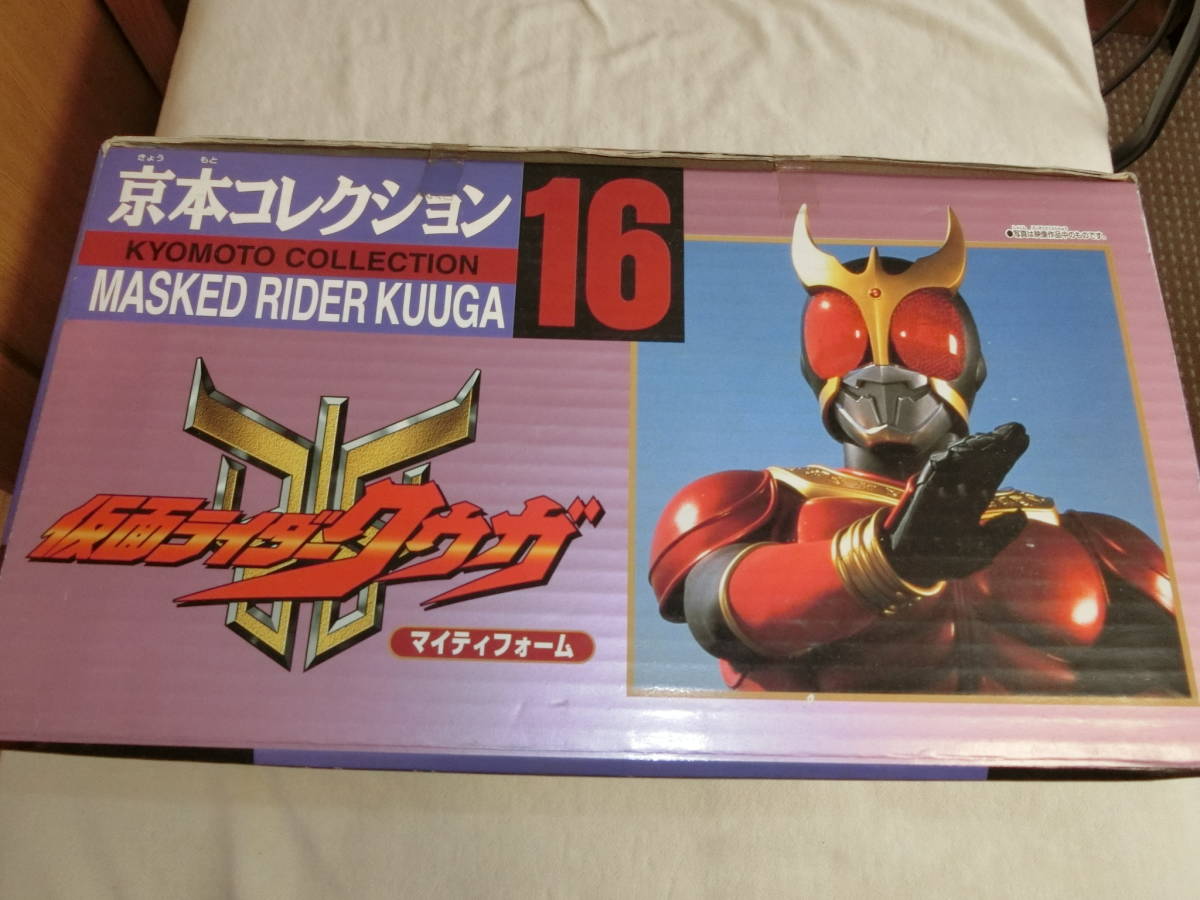 きょう もと
京本コレクション
KYOMOTO COLLECTION
MASKED RIDER KUUGA
16
●写真は映像作品中のものです。
仮面ライダークウガ
マイティフォーム